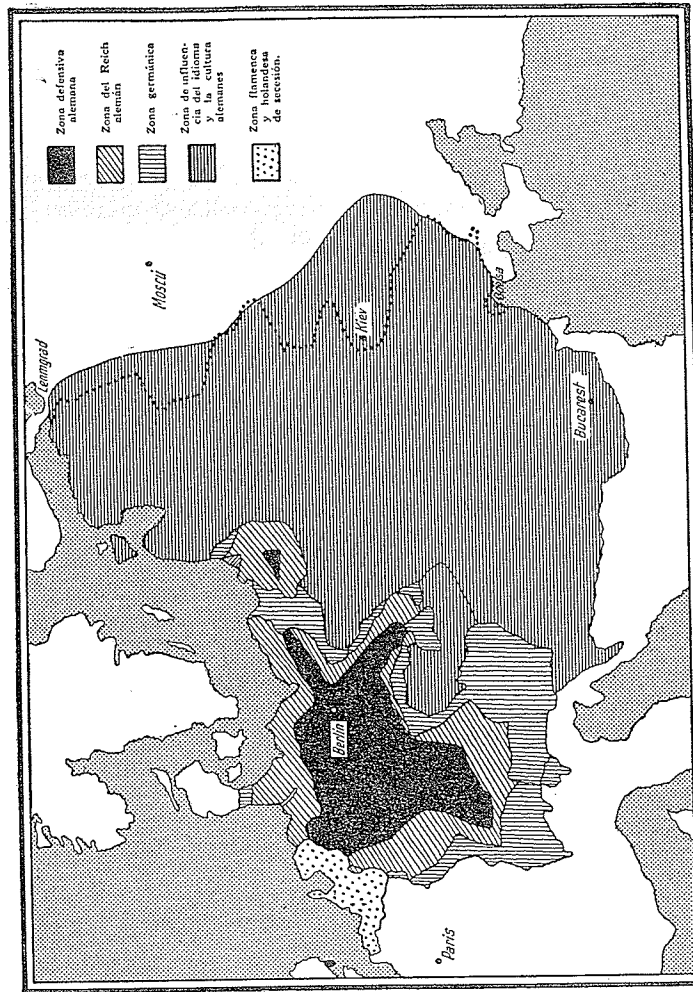 Zona defensiva
alemana
Zona del Reich
alemán
Zona germánica
Zona de influen-
cia del idioma
y la cultura
alemanes
Zona flamenca
y holandesa
de secesión.
Leningrad
Moscú
Kiev
Bucarest
Berlín
París